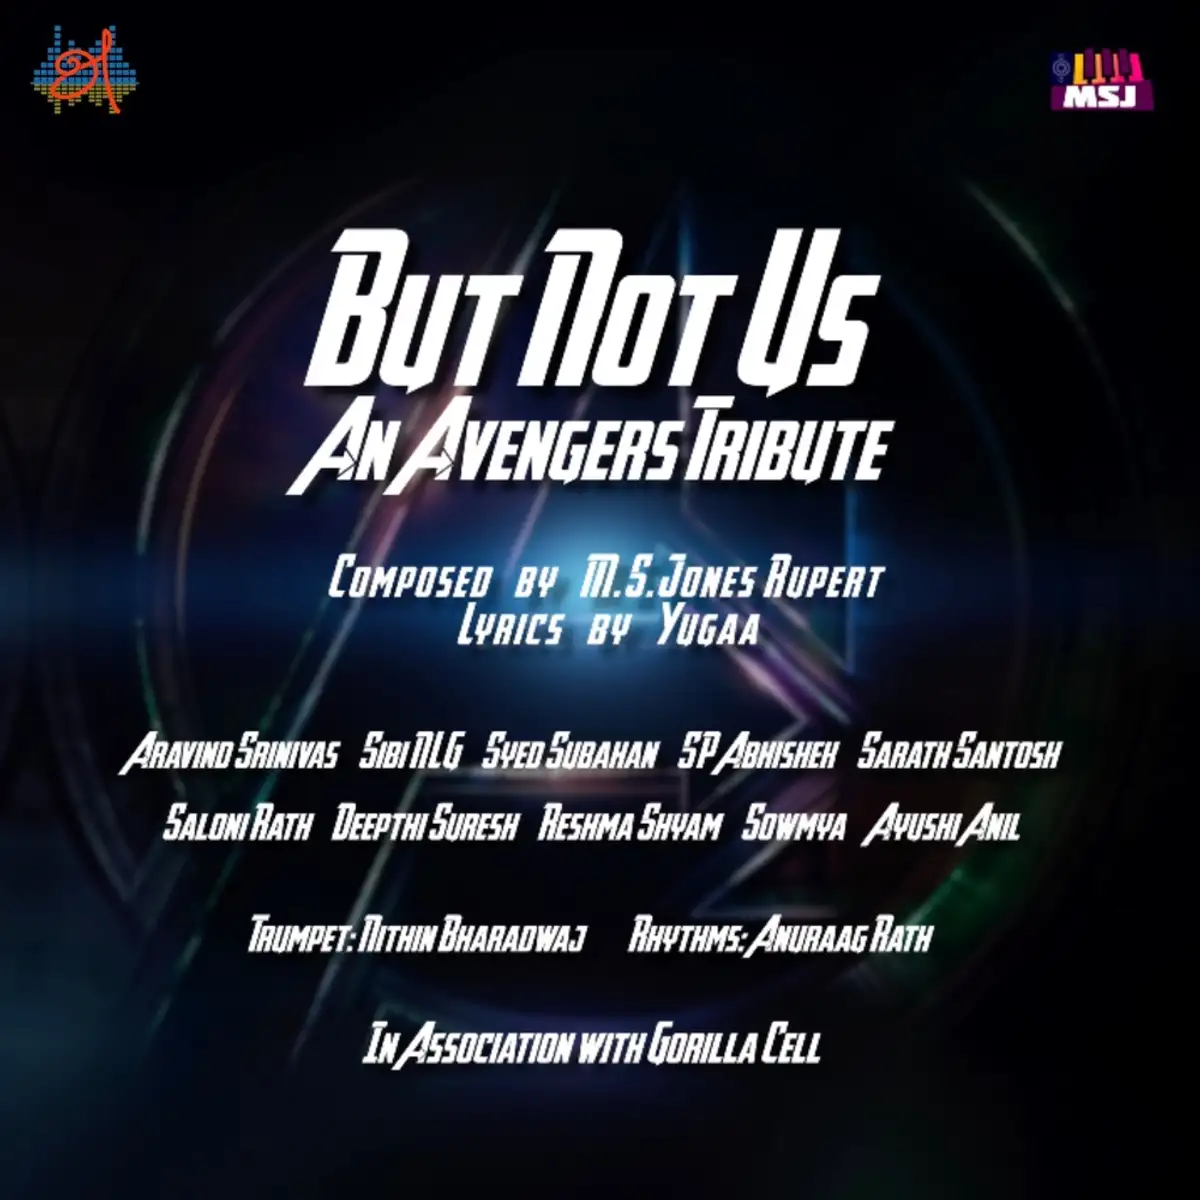 MSJ
But Not Us
An Avengers Tribute
Composed by M.S.Jones Rupert
Lyrics by Yugaa
Aravind Srinivas Sibi NLG Syed Subahan SP Abhishek Sarath Santosh
Saloni Rath Deepthi Suresh Reshma Shyam Sowmya Ayushi Anil
Trumpet: Nithin Bharadwaj Rhythms: Anuraag Rath
In Association with Gorilla Cell